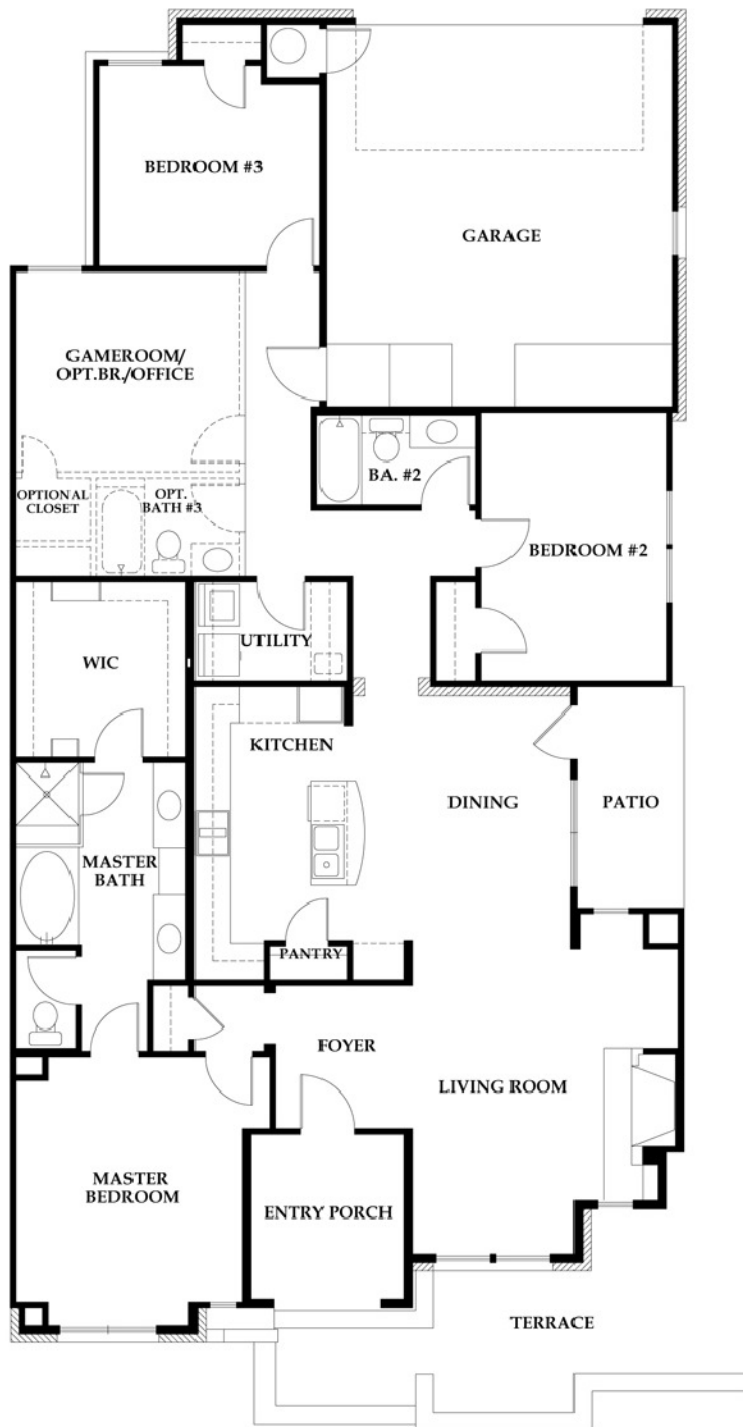 BEDROOM #3
GARAGE
GAMEROOM/
OPT.BR./OFFICE
BA. #2
OPTIONAL
CLOSET
OPT.
BATH #3
BEDROOM #2
UTILITY
WIC
KITCHEN
DINING
PATIO
MASTER
BATH
PANTRY
FOYER
LIVING ROOM
MASTER
BEDROOM
ENTRY PORCH
TERRACE